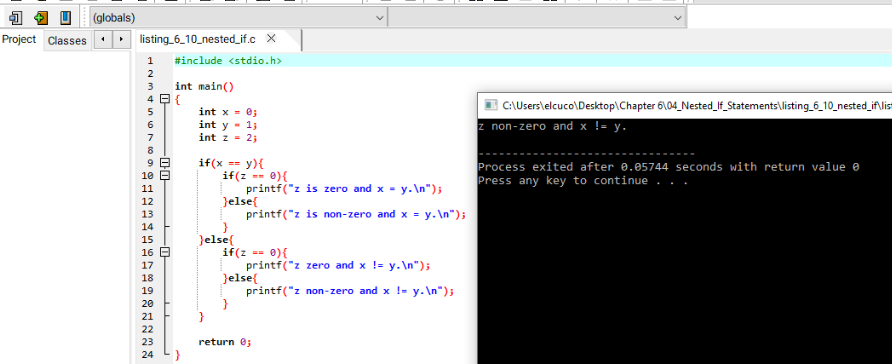 (globals)
Project Classes listing_6_10_nested_if.c
1 #include <stdio.h>
2
3 int main()
4 {
5 int x = 0;
6 int y = 1;
7 int z = 2;
8
9 if(x == y){
10 if(z == 0){
11 printf("z is zero and x = y.\n");
12 }else{
13 printf("z is non-zero and x = y.\n");
14 }
15 }else{
16 if(z == 0){
17 printf("z zero and x != y.\n");
18 }else{
19 printf("z non-zero and x != y.\n");
20 }
21 }
22
23 return 0;
24 }
C:\Users\elcuco\Desktop\Chapter 6\04_Nested_If_Statements\listing_6_10_nested_if\list
z non-zero and x != y.
--------------------------------
Process exited after 0.05744 seconds with return value 0
Press any key to continue . . .